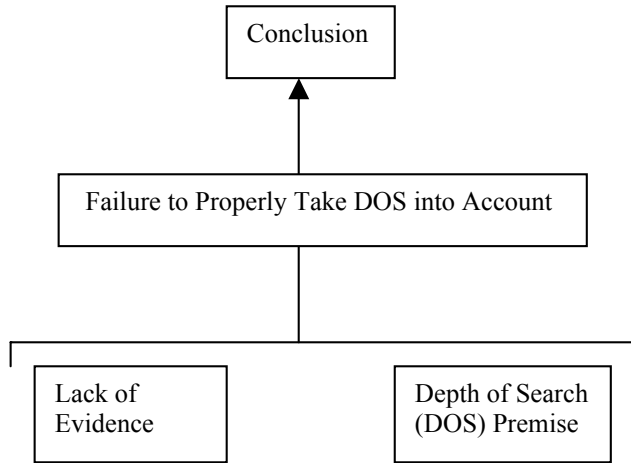 Conclusion
Failure to Properly Take DOS into Account
Lack of
Evidence
Depth of Search
(DOS) Premise